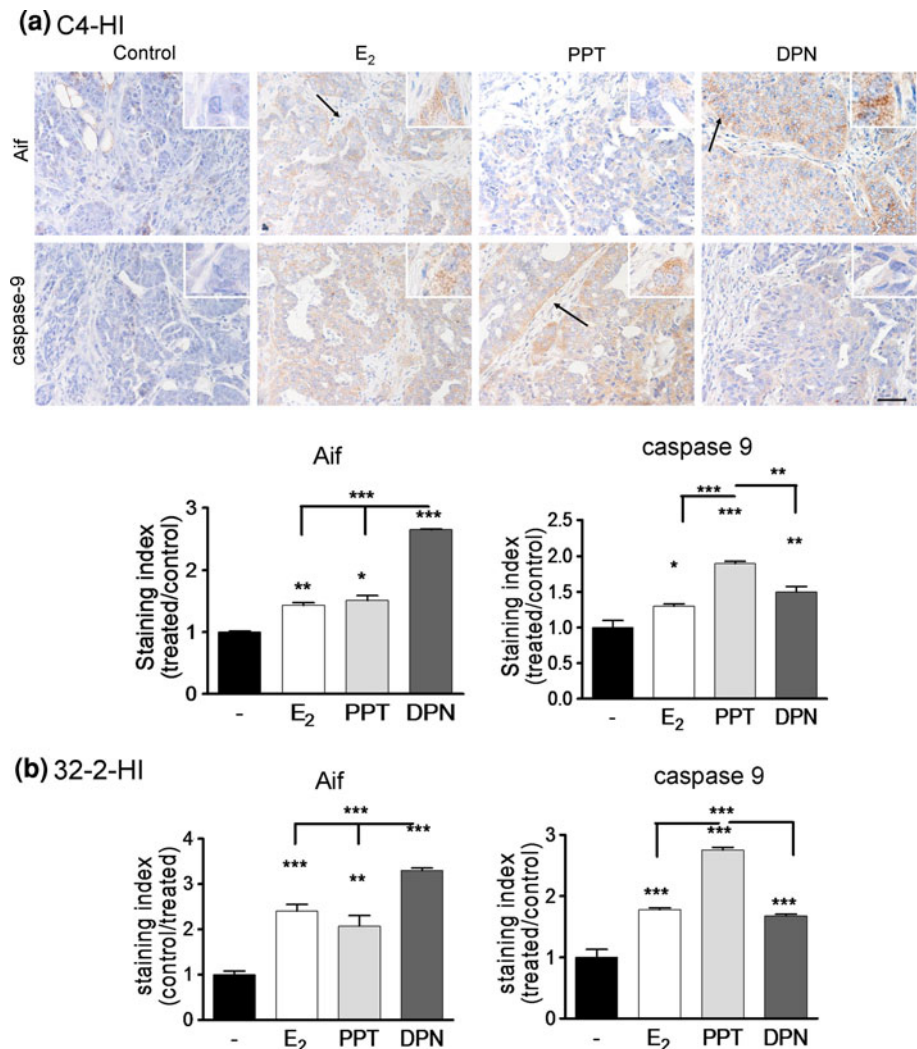 (a) C4-HI
Control E₂ PPT DPN
Aif
caspase-9
Aif
Staining index
(treated/control)
3
2
1
0
**
*
***
***
- E₂ PPT DPN
caspase 9
Staining index
(treated/control)
2.5
2.0
1.5
1.0
0.5
0.0
*
***
***
**
**
- E₂ PPT DPN
(b) 32-2-HI
Aif
staining index
(control/treated)
4
3
2
1
0
***
**
***
***
- E₂ PPT DPN
caspase 9
staining index
(treated/control)
3
2
1
0
***
***
***
***
- E₂ PPT DPN